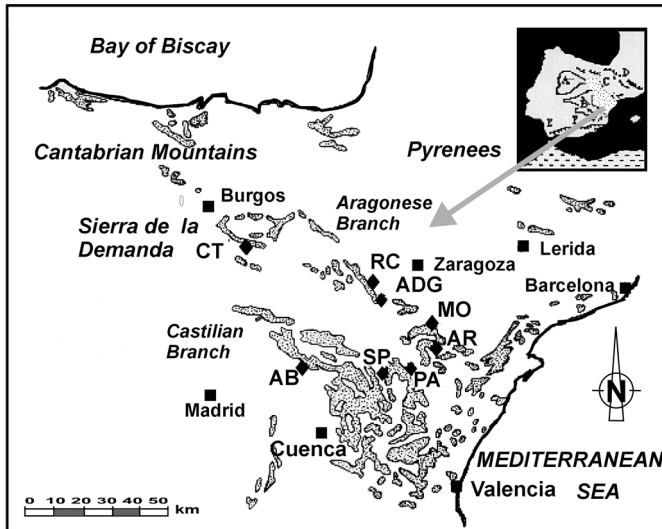 Bay of Biscay
Cantabrian Mountains
Pyrenees
Burgos
Aragonese
Branch
Sierra de la
Demanda
CT
Lerida
RC
Zaragoza
ADG
Barcelona
MO
Castilian
Branch
AR
SP
AB
PA
Madrid
N
Cuenca
MEDITERRANEAN
SEA
Valencia
0 10 20 30 40 50
km
A
C
D
B
E